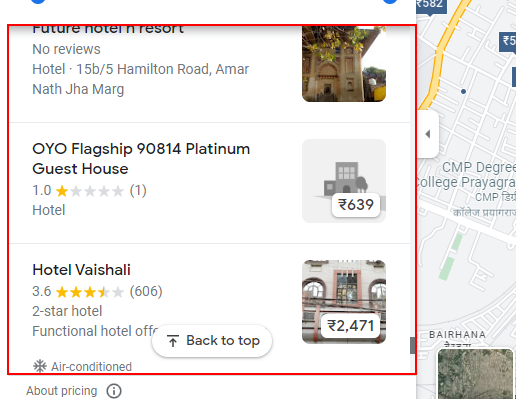 Future hotel n resort
No reviews
Hotel · 15b/5 Hamilton Road, Amar
Nath Jha Marg
OYO Flagship 90814 Platinum
Guest House
1.0 (1)
Hotel
₹639
Hotel Vaishali
3.6 (606)
2-star hotel
Functional hotel offe
₹2,471
Back to top
Air-conditioned
About pricing
₹582
₹5
CMP Degree
College Prayagra
CMP डिग्र
कॉलेज प्रयागरा
BAIRHANA